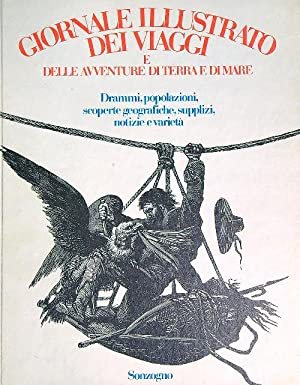 GIORNALE ILLUSTRATO
DEI VIAGGI
E
DELLE AVVENTURE DI TERRA E DI MARE
Drammi, popolazioni,
scoperte geografiche, supplizi,
notizie e varietà
Sonzogno